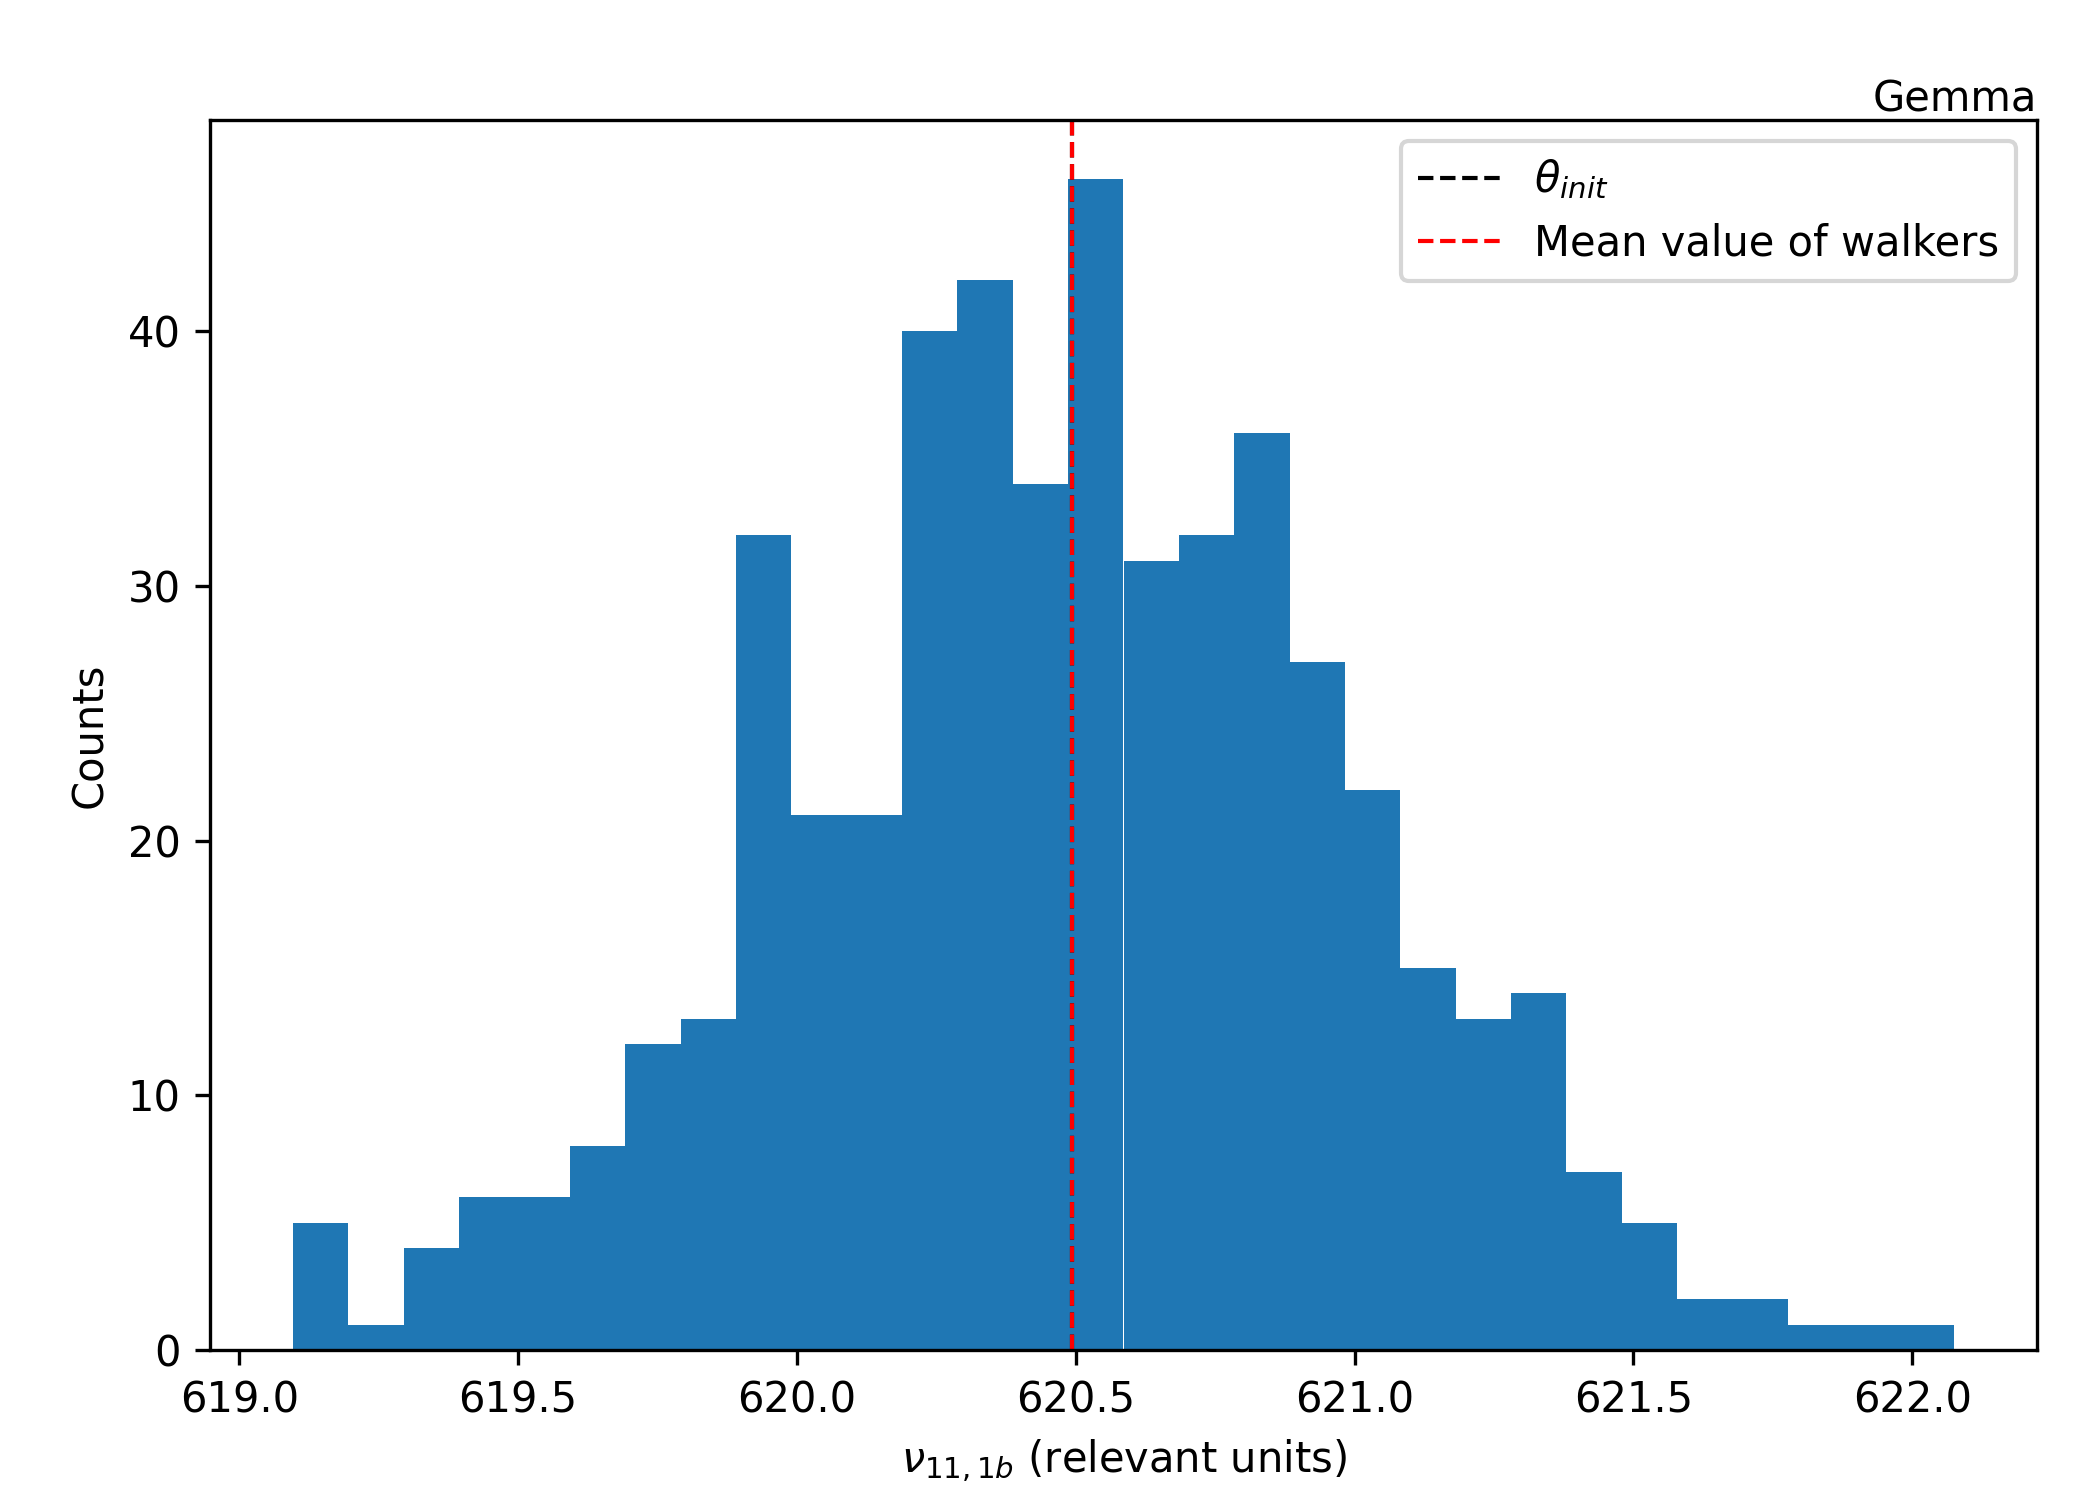 Gemma
θinit
Mean value of walkers
Counts
40
30
20
10
0
619.0 619.5 620.0 620.5 621.0 621.5 622.0
ν11, 1b (relevant units)